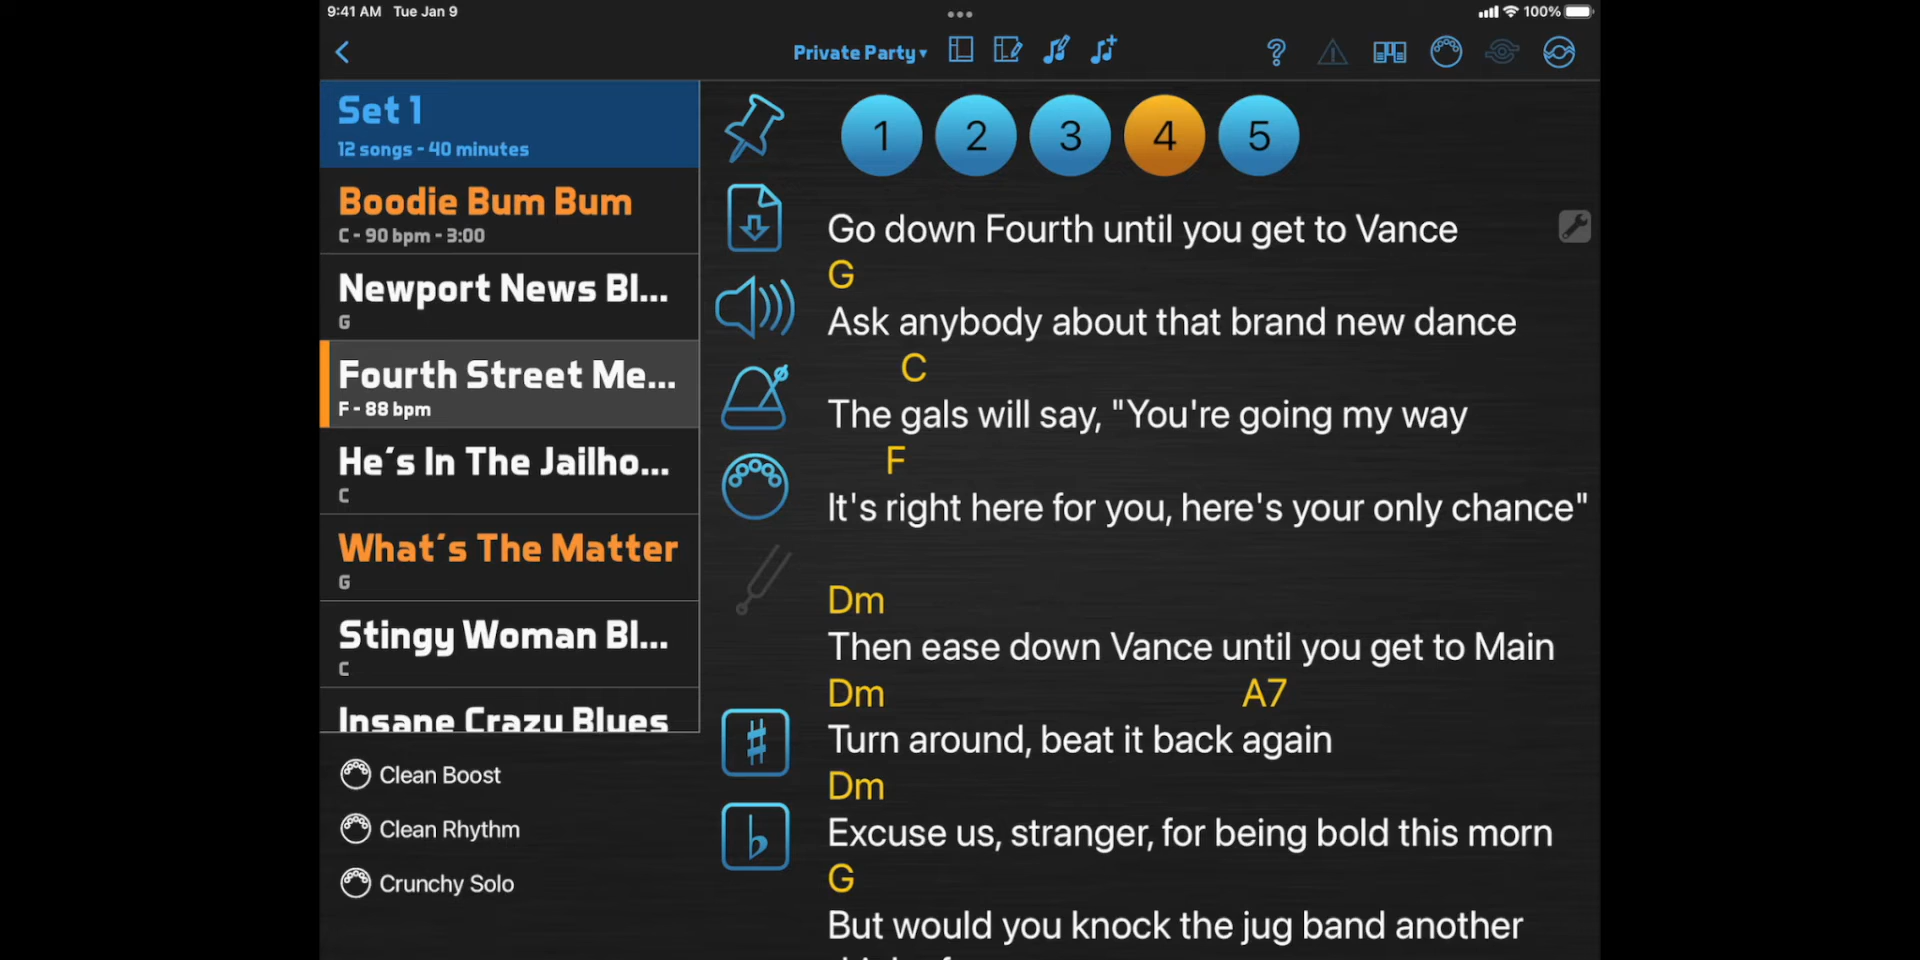 9:41 AM Tue Jan 9
100%
Private Party
Set 1
12 songs - 40 minutes
Boodie Bum Bum
C - 90 bpm - 3:00
Newport News Bl...
G
Fourth Street Me...
F - 88 bpm
He's In The Jailho...
C
What's The Matter
G
Stingy Woman Bl...
C
Insane Crazy Blues
Clean Boost
Clean Rhythm
Crunchy Solo
1 2 3 4 5
Go down Fourth until you get to Vance
G
Ask anybody about that brand new dance
C
The gals will say, "You're going my way
F
It's right here for you, here's your only chance"
Dm
Then ease down Vance until you get to Main
Dm A7
Turn around, beat it back again
Dm
Excuse us, stranger, for being bold this morn
G
But would you knock the jug band another